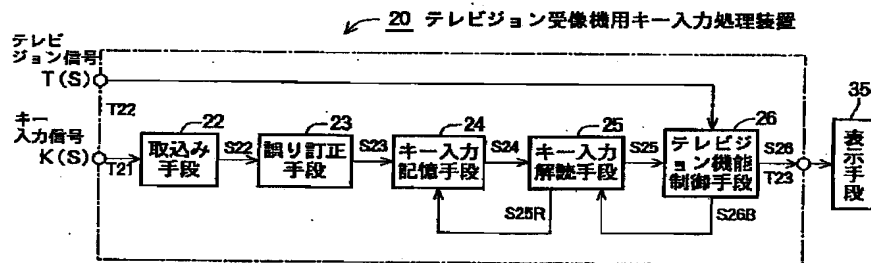 20 テレビジョン受像機用キー入力処理装置
テレビ
ジョン信号
T(S)
T22
キー
入力信号
K(S)
T21
22
取込み
手段
S22
23
誤り訂正
手段
S23
24
キー入力
記憶手段
S24
25
キー入力
解読手段
S25
26
テレビジ
ョン機能
制御手段
S26
T23
35
表示手段
S25R
S26B